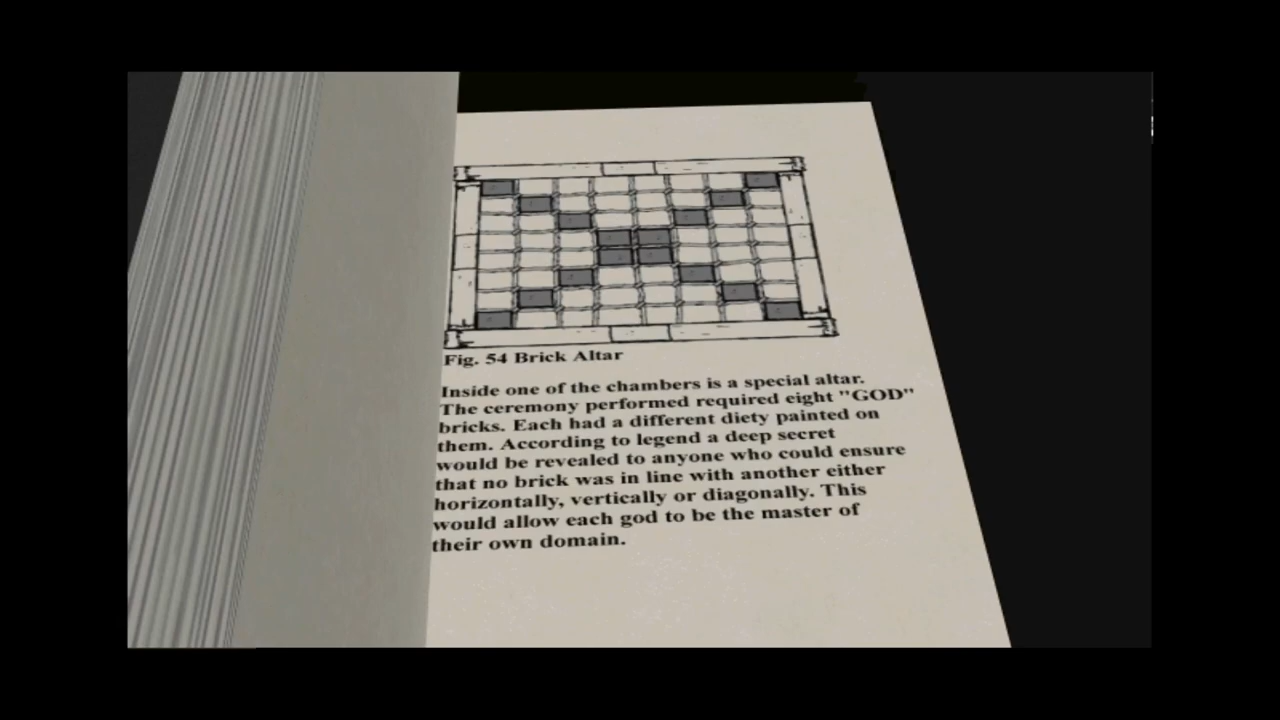 Fig. 54 Brick Altar
Inside one of the chambers is a special altar.
The ceremony performed required eight "GOD"
bricks. Each had a different diety painted on
them. According to legend a deep secret
would be revealed to anyone who could ensure
that no brick was in line with another either
horizontally, vertically or diagonally. This
would allow each god to be the master of
their own domain.